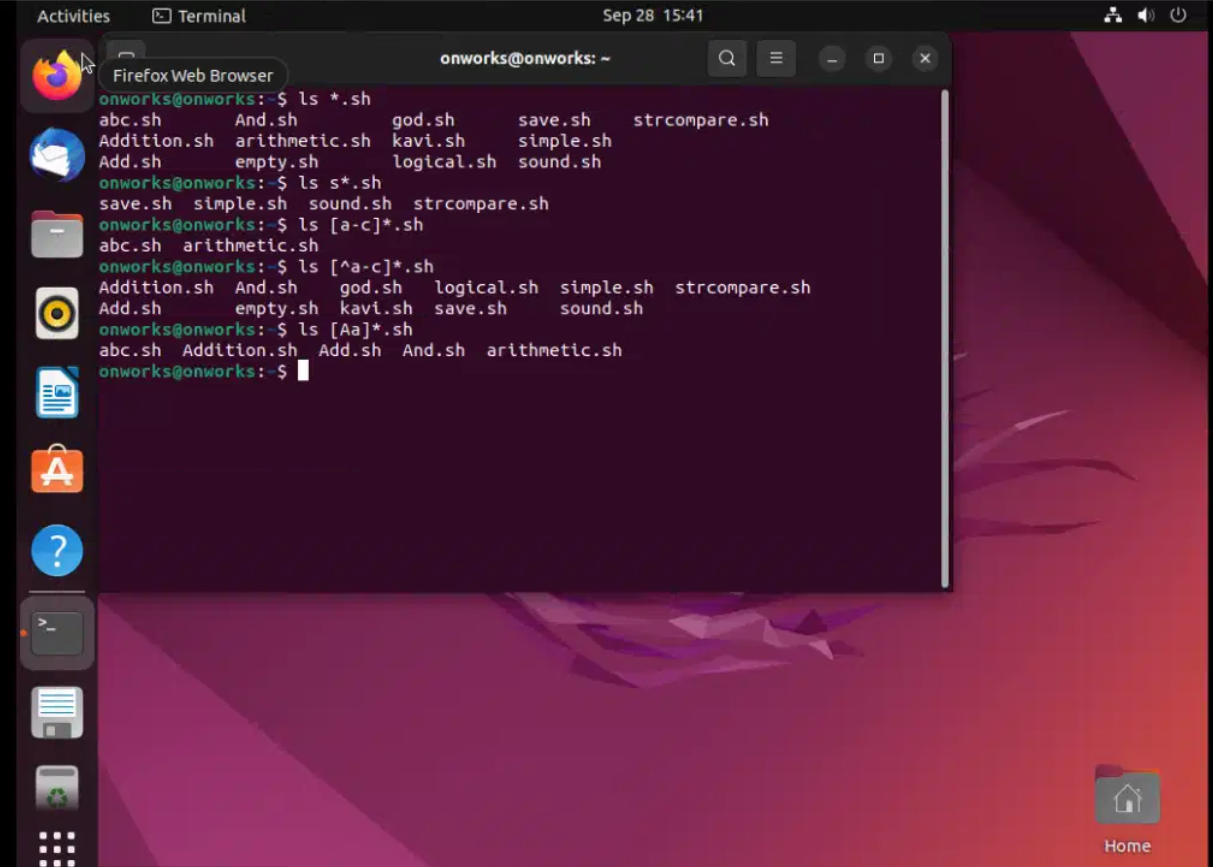 Activities Terminal Sep 28 15:41
onworks@onworks: ~
Firefox Web Browser
onworks@onworks:~$ ls *.sh
abc.sh And.sh god.sh save.sh strcompare.sh
Addition.sh arithmetic.sh kavi.sh simple.sh
Add.sh empty.sh logical.sh sound.sh
onworks@onworks:~$ ls s*.sh
save.sh simple.sh sound.sh strcompare.sh
onworks@onworks:~$ ls [a-c]*.sh
abc.sh arithmetic.sh
onworks@onworks:~$ ls [^a-c]*.sh
Addition.sh And.sh god.sh logical.sh simple.sh strcompare.sh
Add.sh empty.sh kavi.sh save.sh sound.sh
onworks@onworks:~$ ls [Aa]*.sh
abc.sh Addition.sh Add.sh And.sh arithmetic.sh
onworks@onworks:~$
Home